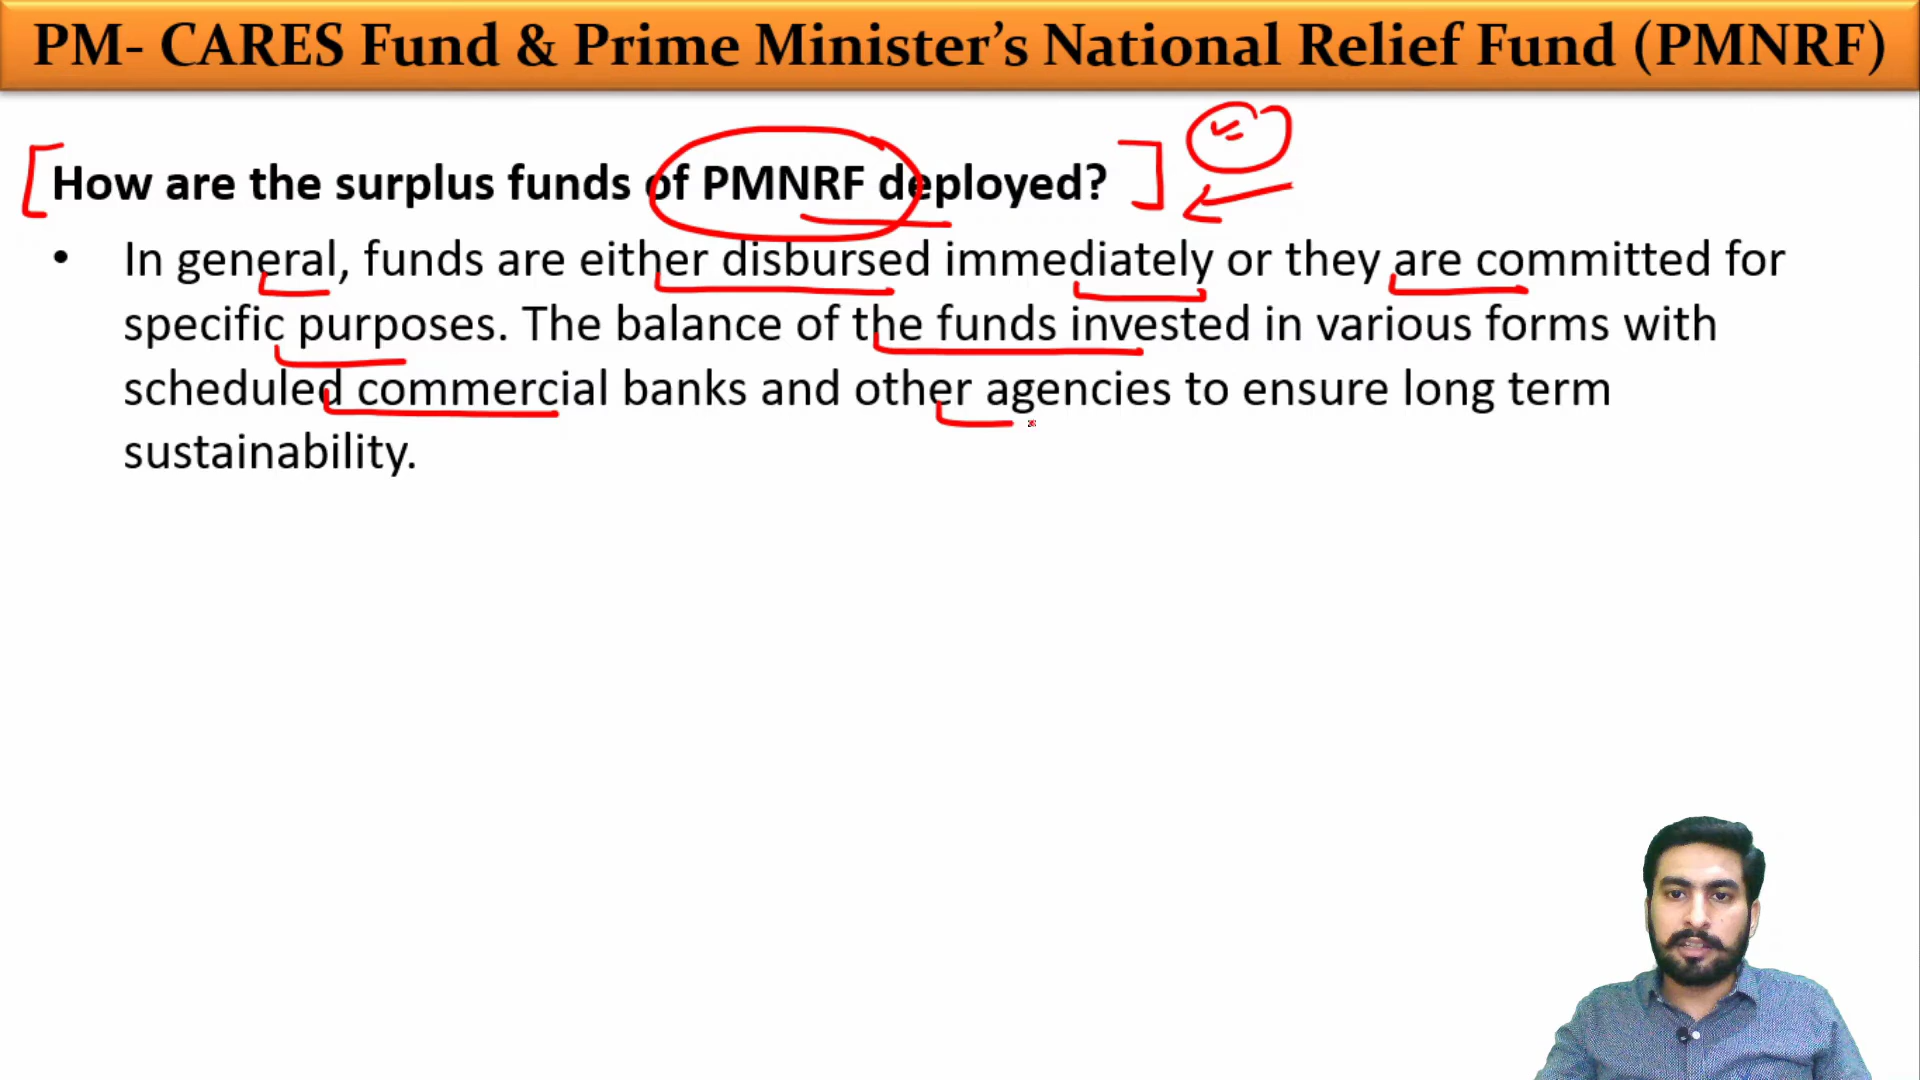 PM- CARES Fund & Prime Minister’s National Relief Fund (PMNRF)
How are the surplus funds of PMNRF deployed?
• In general, funds are either disbursed immediately or they are committed for
specific purposes. The balance of the funds invested in various forms with
scheduled commercial banks and other agencies to ensure long term
sustainability.